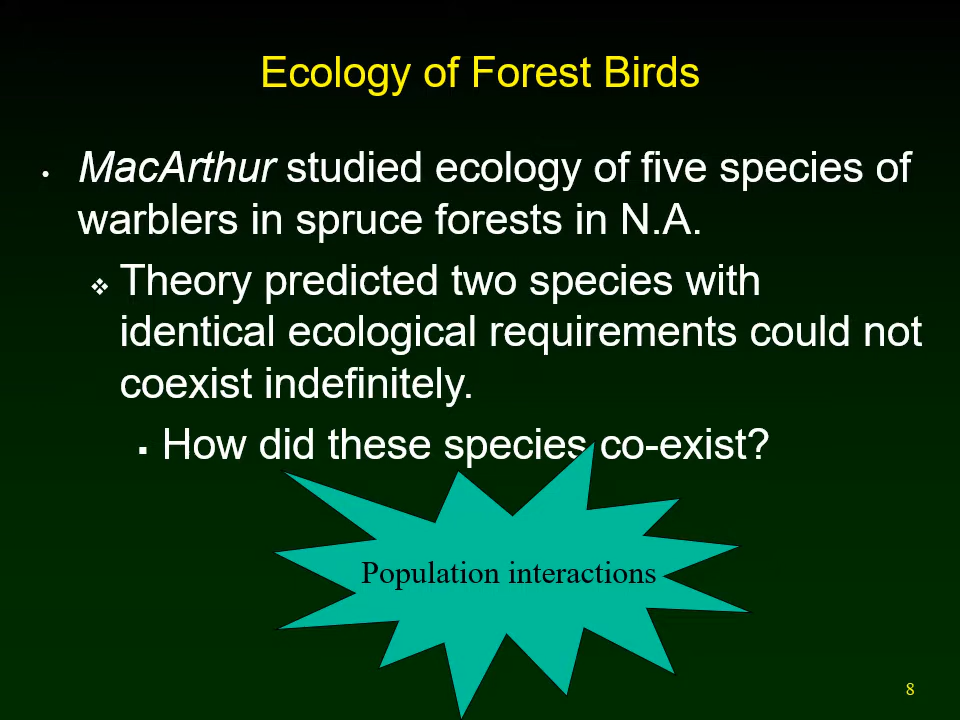 Ecology of Forest Birds
• MacArthur studied ecology of five species of
warblers in spruce forests in N.A.
❖ Theory predicted two species with
identical ecological requirements could not
coexist indefinitely.
▪ How did these species co-exist?
Population interactions
8